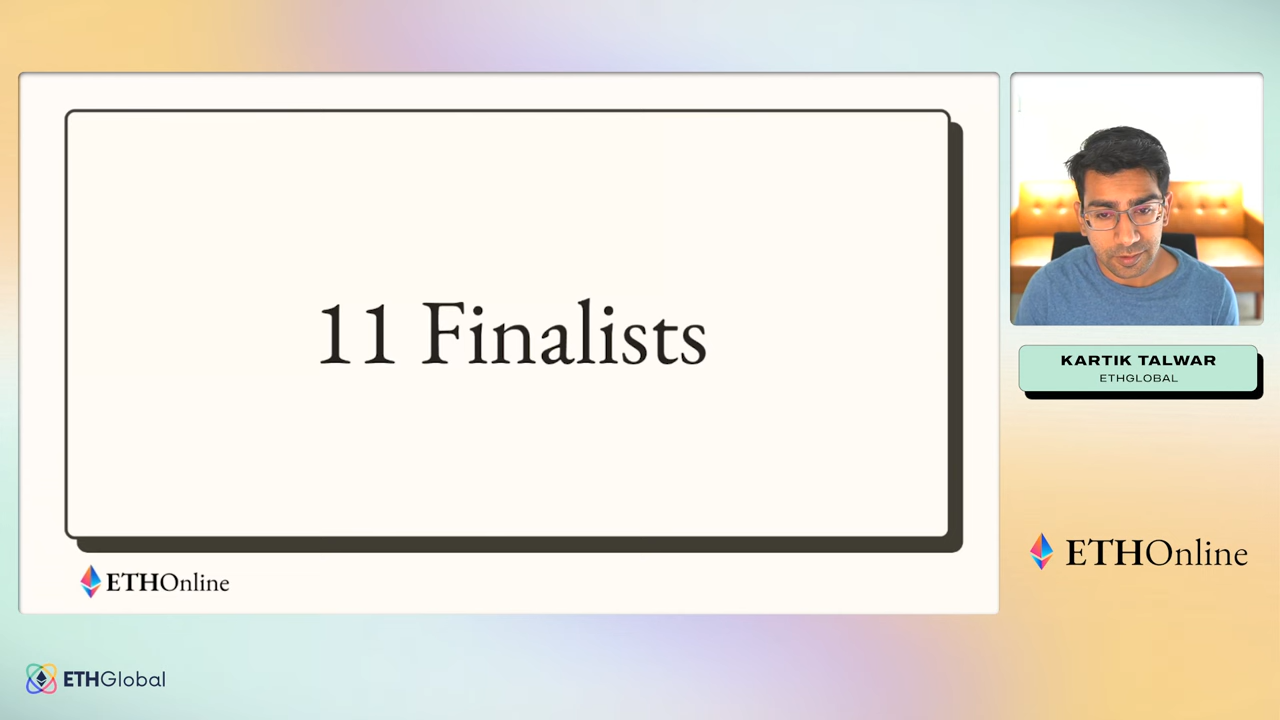 11 Finalists
ETHOnline
KARTIK TALWAR
ETHGLOBAL
ETHOnline
ETHGlobal